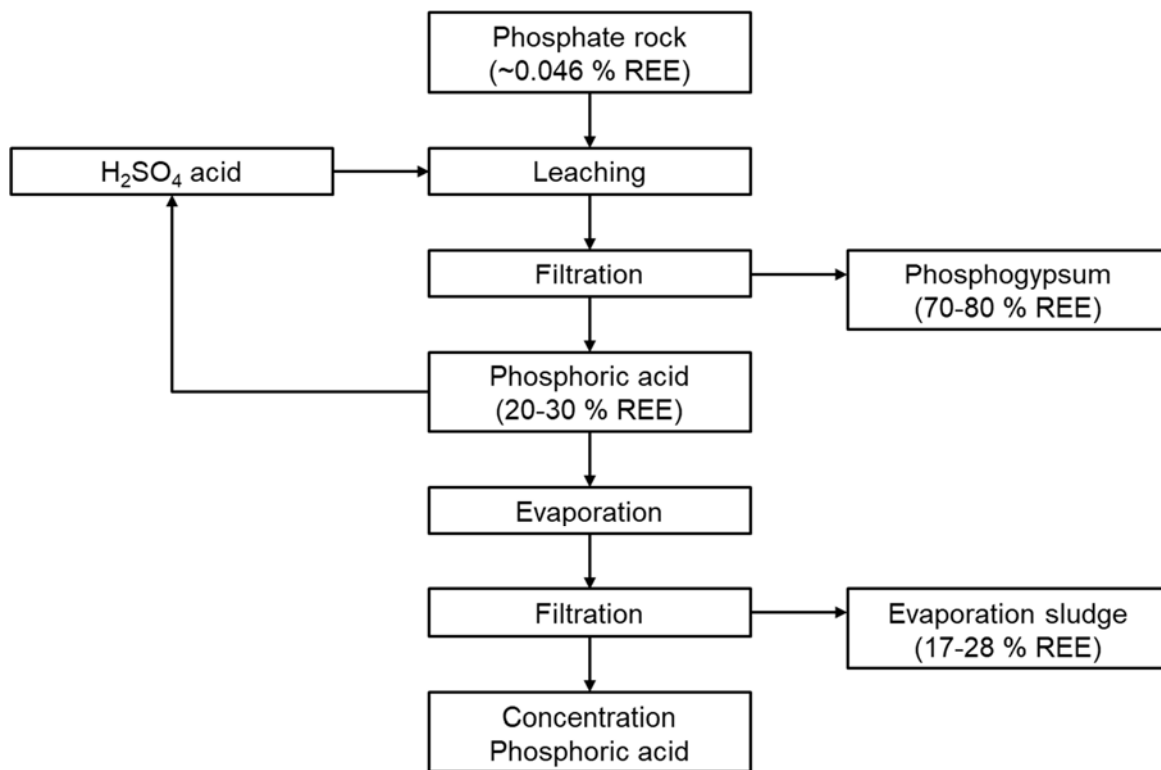 Phosphate rock
(~0.046 % REE)
H₂SO₄ acid
Leaching
Filtration
Phosphogypsum
(70-80 % REE)
Phosphoric acid
(20-30 % REE)
Evaporation
Filtration
Evaporation sludge
(17-28 % REE)
Concentration
Phosphoric acid